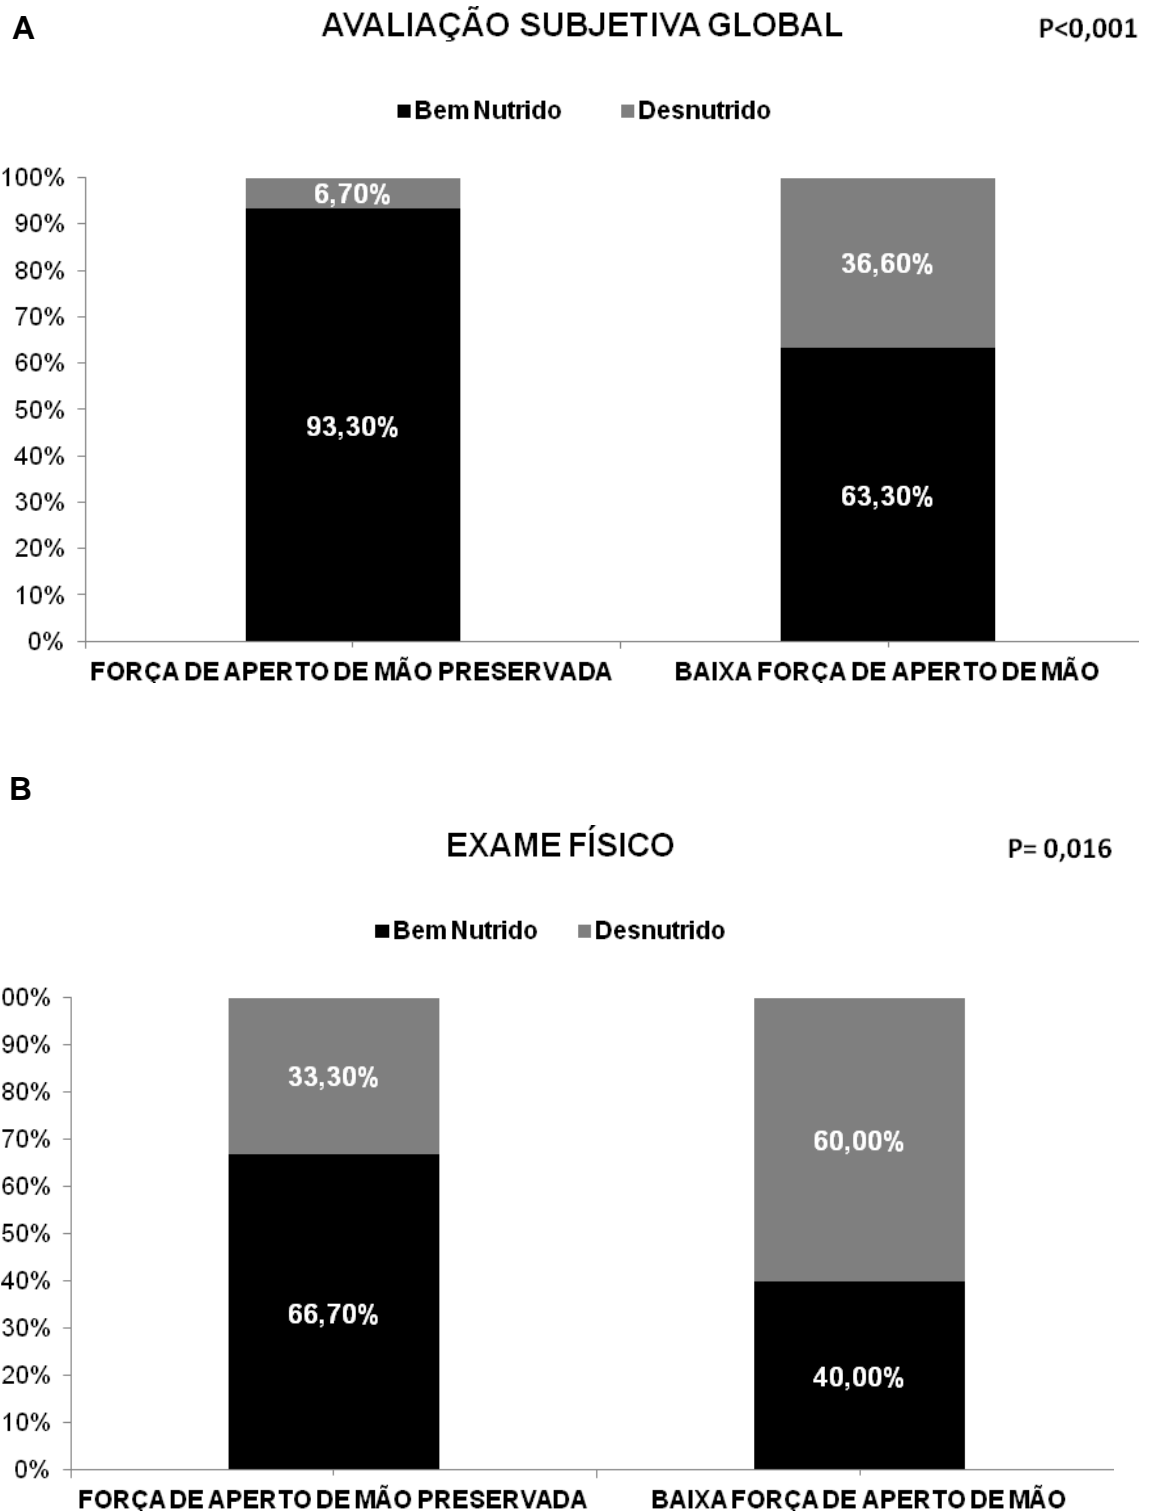 A
AVALIAÇÃO SUBJETIVA GLOBAL
P<0,001
Bem Nutrido Desnutrido
100%
90%
80%
70%
60%
50%
40%
30%
20%
10%
0%
6,70%
93,30%
36,60%
63,30%
FORÇA DE APERTO DE MÃO PRESERVADA
BAIXA FORÇA DE APERTO DE MÃO
B
EXAME FÍSICO
P= 0,016
Bem Nutrido Desnutrido
00%
90%
80%
70%
60%
50%
40%
30%
20%
10%
0%
33,30%
66,70%
60,00%
40,00%
FORÇA DE APERTO DE MÃO PRESERVADA
BAIXA FORÇA DE APERTO DE MÃO